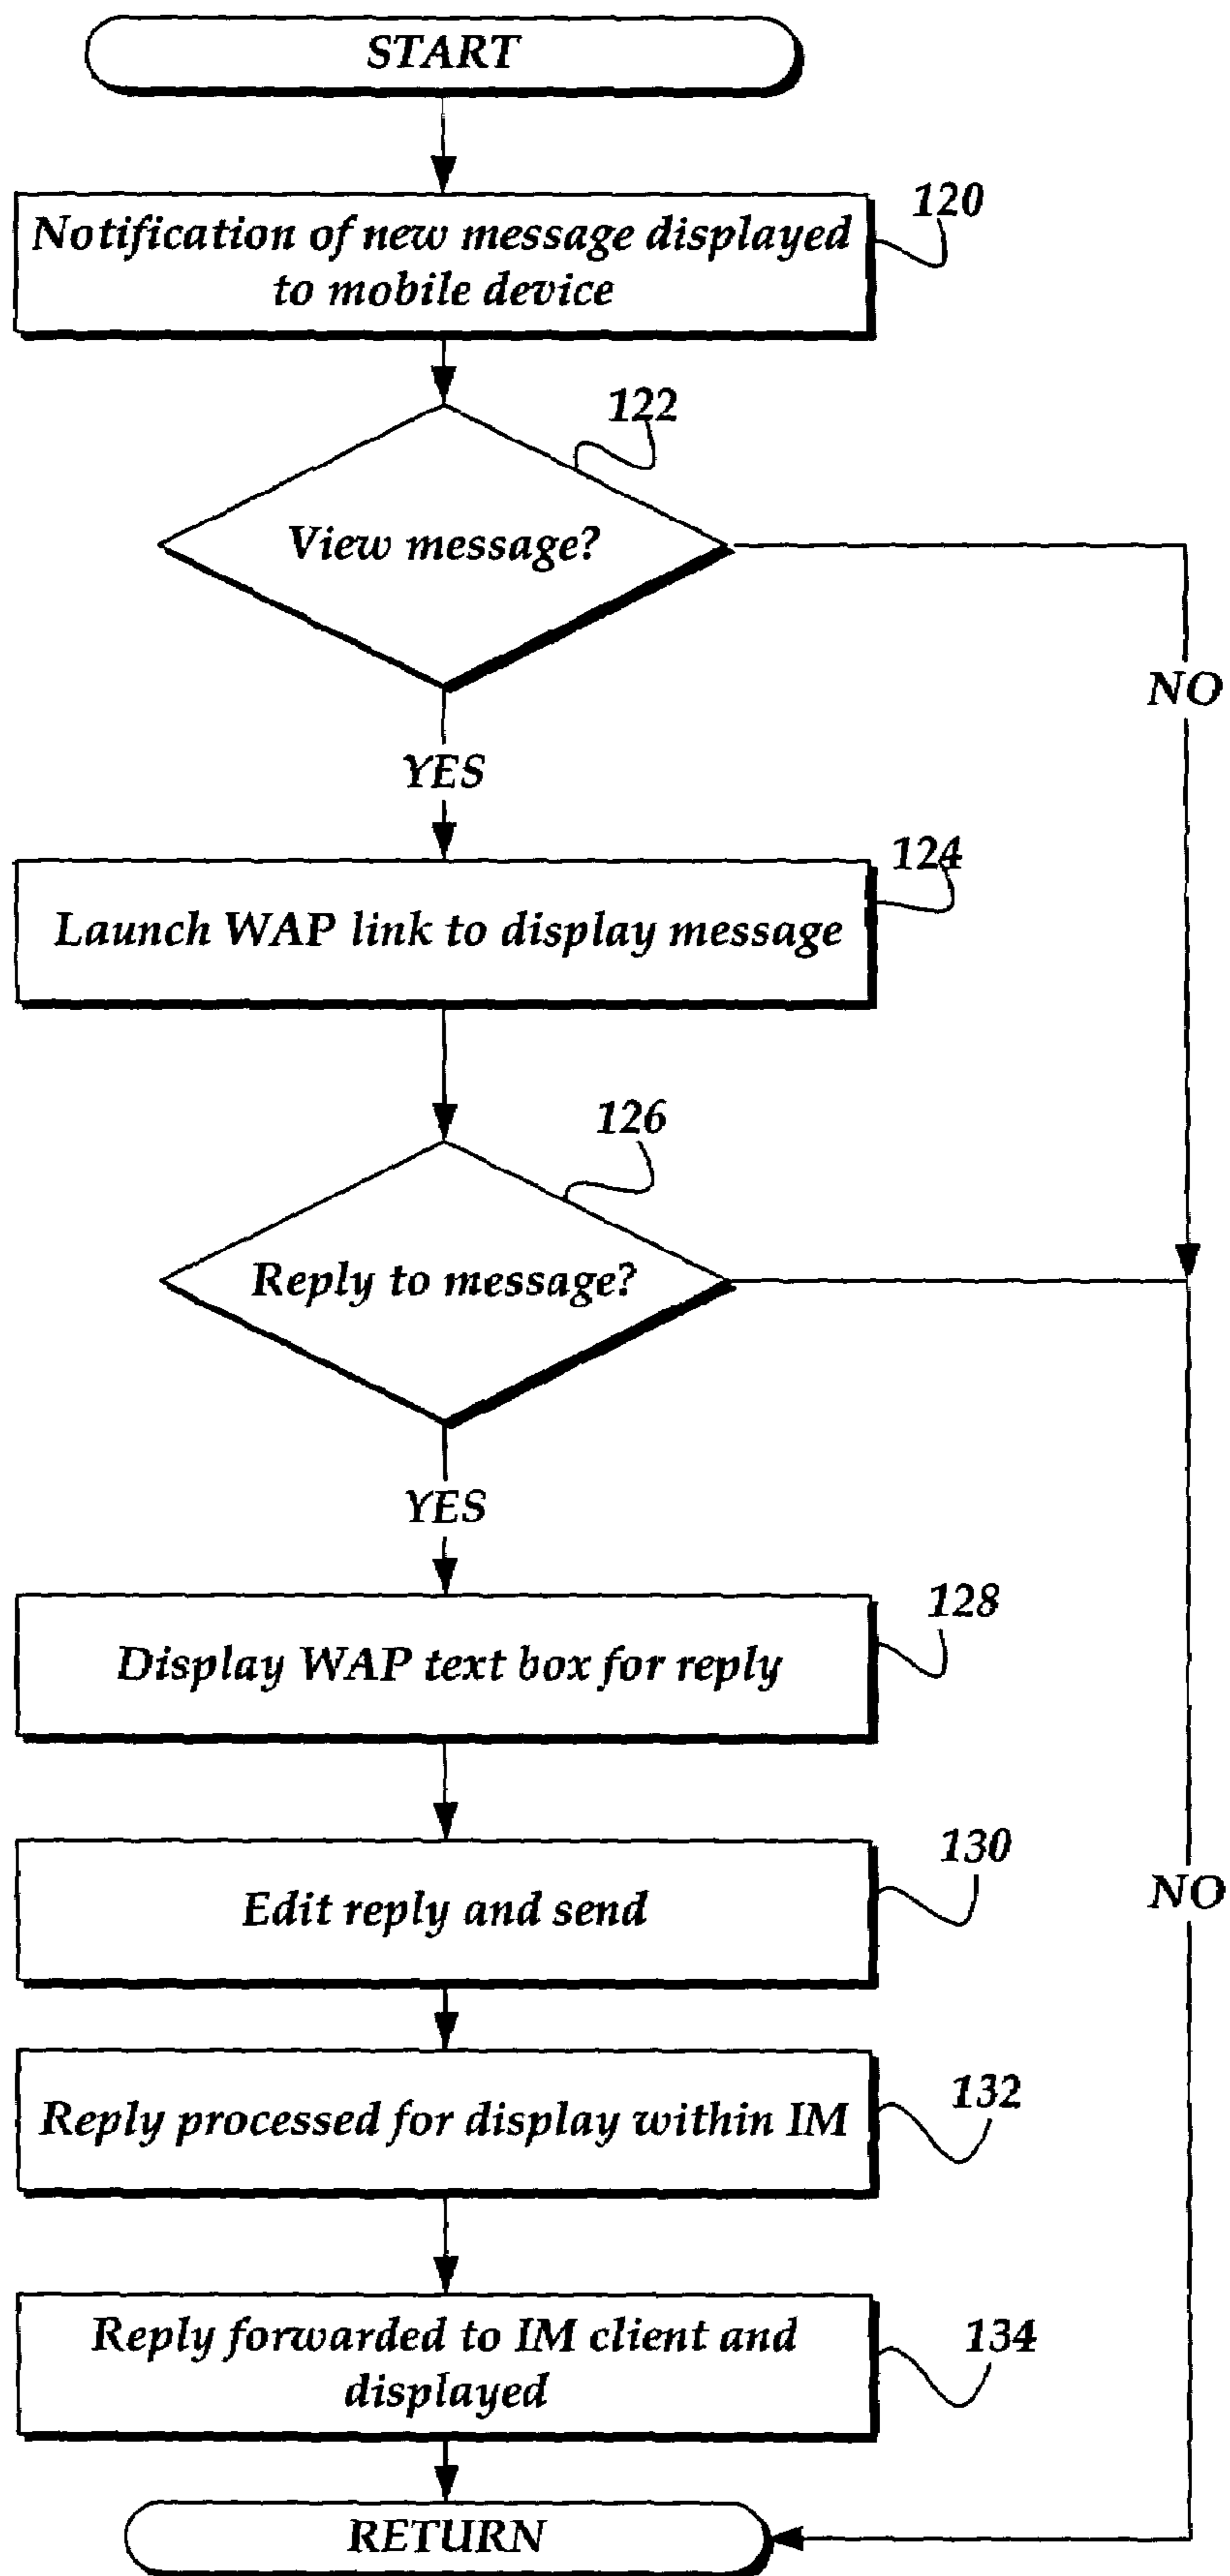 START
Notification of new message displayed
to mobile device
120
122
View message?
NO
YES
124
Launch WAP link to display message
126
Reply to message?
YES
128
Display WAP text box for reply
130
Edit reply and send
NO
132
Reply processed for display within IM
134
Reply forwarded to IM client and
displayed
RETURN